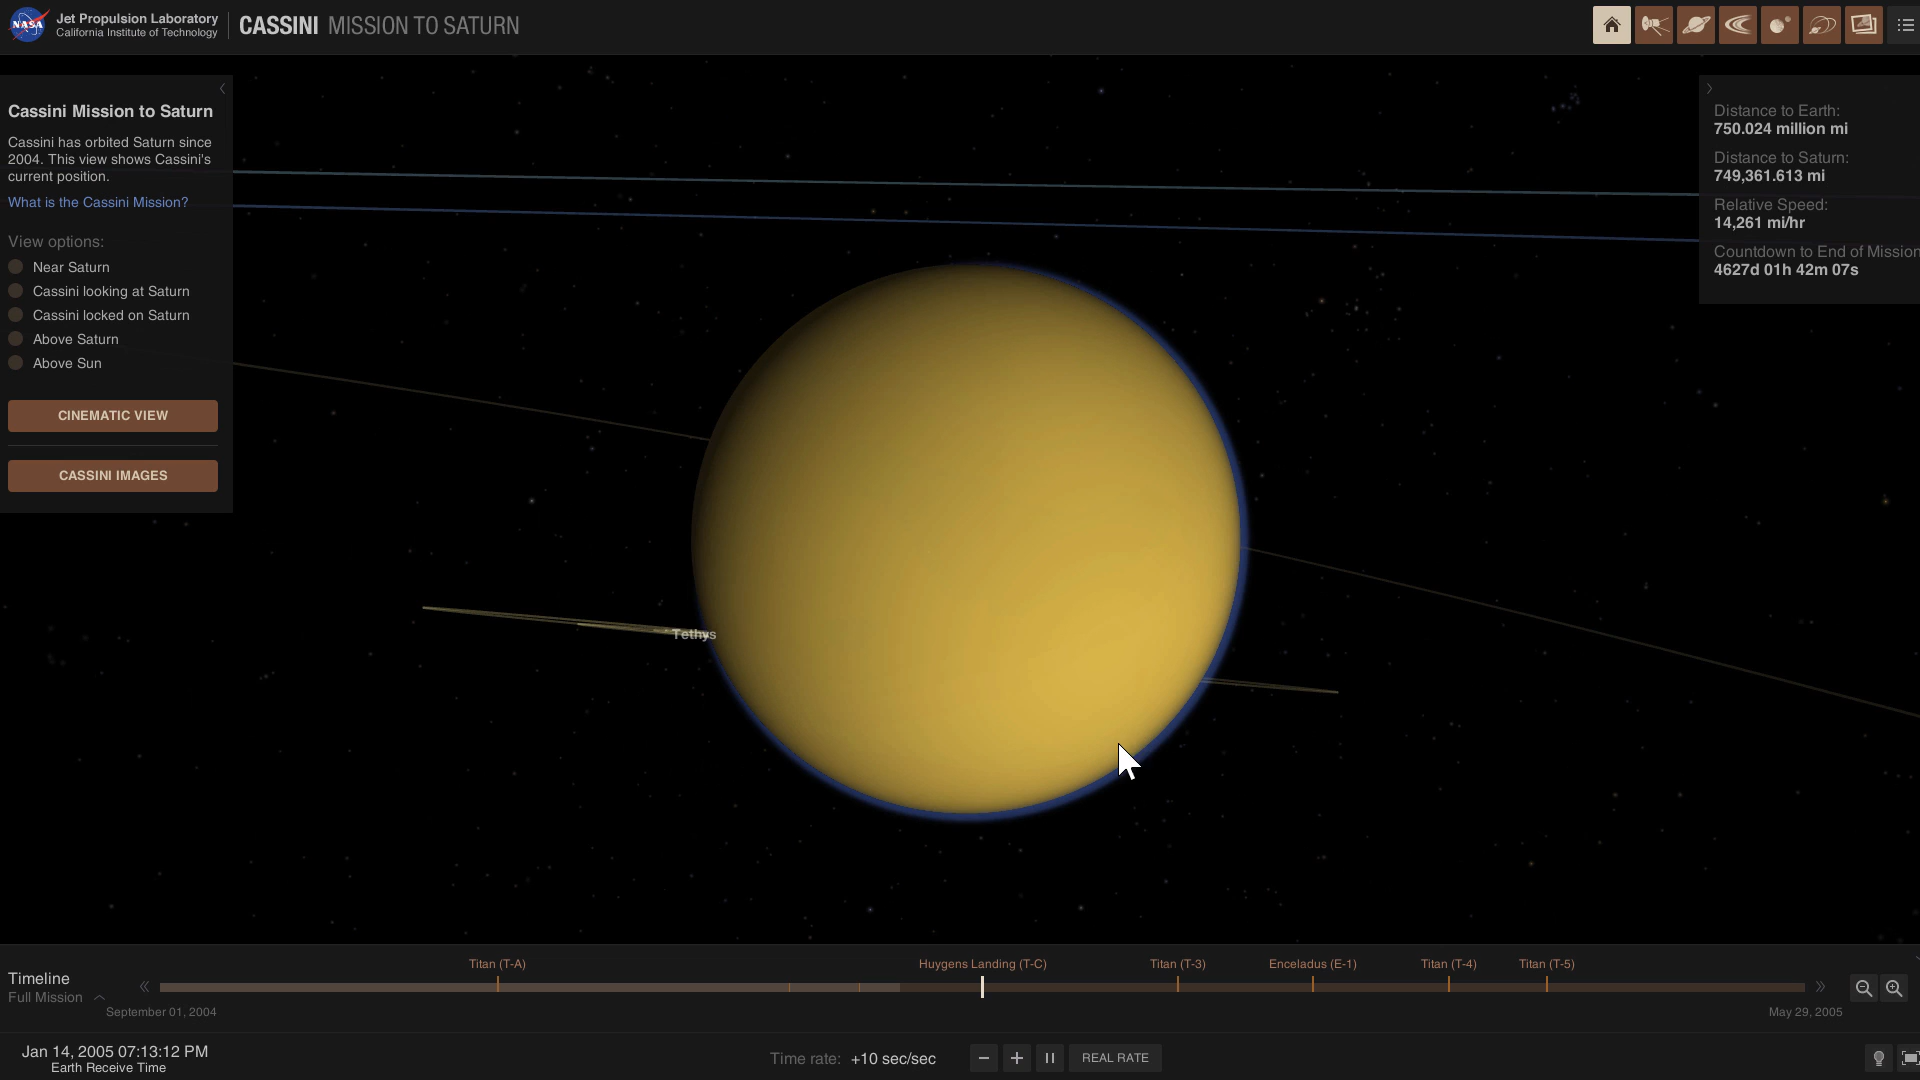 NASA
Jet Propulsion Laboratory
California Institute of Technology
CASSINI MISSION TO SATURN
Cassini Mission to Saturn
Cassini has orbited Saturn since
2004. This view shows Cassini's
current position.
What is the Cassini Mission?
View options:
Near Saturn
Cassini looking at Saturn
Cassini locked on Saturn
Above Saturn
Above Sun
CINEMATIC VIEW
CASSINI IMAGES
Distance to Earth:
750.024 million mi
Distance to Saturn:
749,361.613 mi
Relative Speed:
14,261 mi/hr
Countdown to End of Mission
4627d 01h 42m 07s
Tethys
Timeline
Full Mission
Titan (T-A)
Huygens Landing (T-C)
Titan (T-3)
Enceladus (E-1)
Titan (T-4)
Titan (T-5)
September 01, 2004
May 29, 2005
Jan 14, 2005 07:13:12 PM
Earth Receive Time
Time rate: +10 sec/sec
REAL RATE